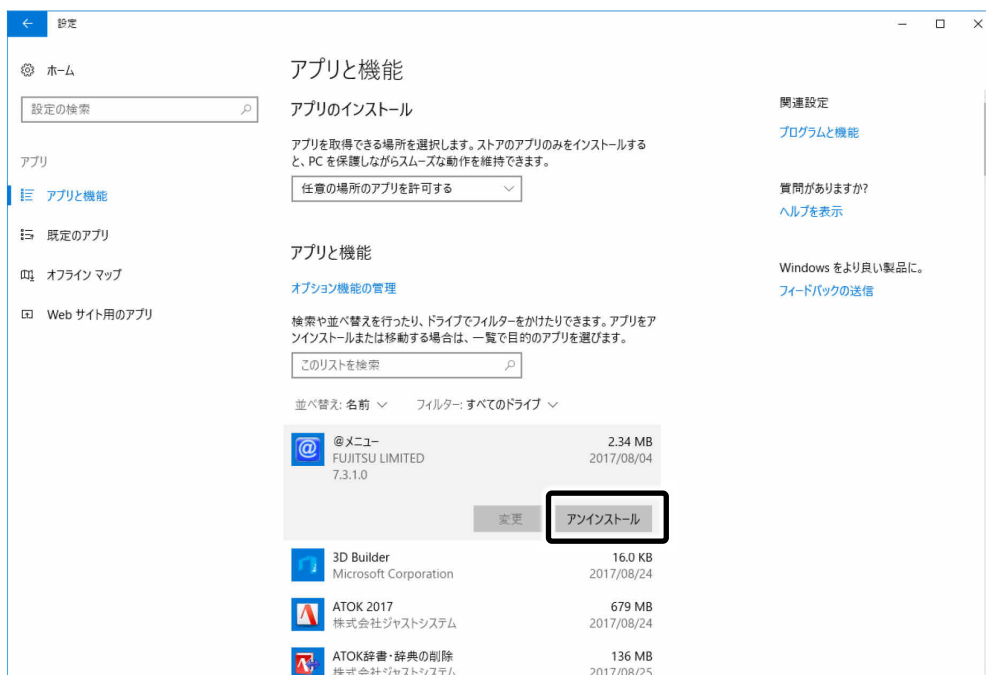 設定
ホーム
設定の検索
アプリ
アプリと機能
既定のアプリ
オフライン マップ
Web サイト用のアプリ
アプリと機能
アプリのインストール
アプリを取得できる場所を選択します。ストアのアプリのみをインストールする
と、PC を保護しながらスムーズな動作を維持できます。
任意の場所のアプリを許可する
アプリと機能
オプション機能の管理
検索や並べ替えを行ったり、ドライブでフィルターをかけたりできます。アプリをア
ンインストールまたは移動する場合は、一覧で目的のアプリを選びます。
このリストを検索
並べ替え: 名前 フィルター: すべてのドライブ
@メニュー 2.34 MB
FUJITSU LIMITED 2017/08/04
7.3.1.0
変更 アンインストール
3D Builder 16.0 KB
Microsoft Corporation 2017/08/24
ATOK 2017 679 MB
株式会社ジャストシステム 2017/08/24
ATOK辞書・辞典の削除 136 MB
株式会社ジャストシステム 2017/08/25
関連設定
プログラムと機能
質問がありますか?
ヘルプを表示
Windows をより良い製品に。
フィードバックの送信